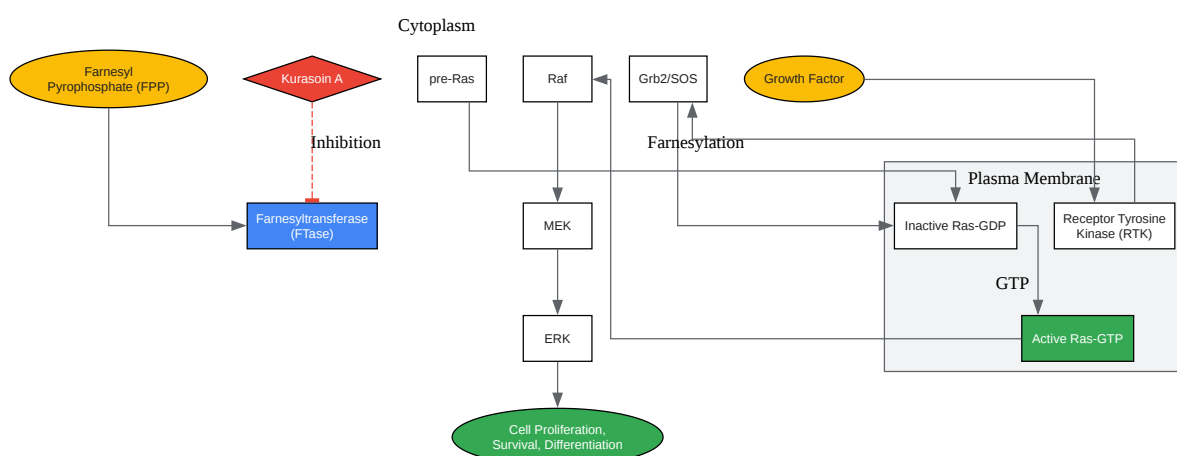 Cytoplasm
Farnesyl
Pyrophosphate (FPP)
Kurasoin A
pre-Ras
Raf
Grb2/SOS
Growth Factor
Inhibition
Farnesylation
Plasma Membrane
Farnesyltransferase
(FTase)
MEK
Inactive Ras-GDP
Receptor Tyrosine
Kinase (RTK)
GTP
ERK
Active Ras-GTP
Cell Proliferation,
Survival, Differentiation